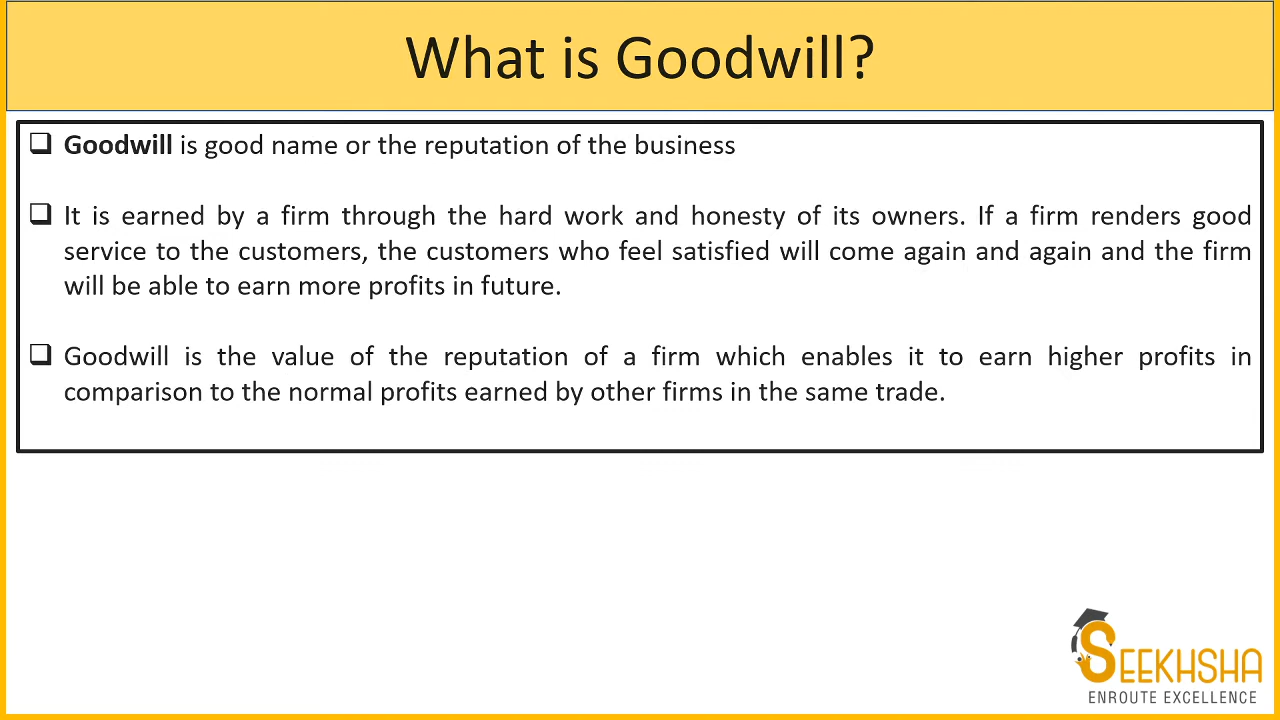 What is Goodwill?
Goodwill is good name or the reputation of the business
It is earned by a firm through the hard work and honesty of its owners. If a firm renders good
service to the customers, the customers who feel satisfied will come again and again and the firm
will be able to earn more profits in future.
Goodwill is the value of the reputation of a firm which enables it to earn higher profits in
comparison to the normal profits earned by other firms in the same trade.
SEEKHSHA
ENROUTE EXCELLENCE